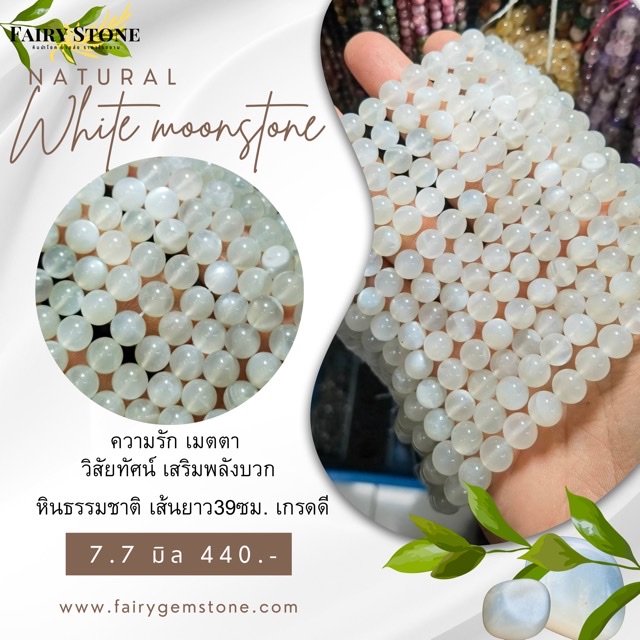 FAIRY STONE
NATURAL
White moonstone
ความรัก เมตตา
วิสัยทัศน์ เสริมพลังบวก
หินธรรมชาติ เส้นยาว39ซม. เกรดดี
7.7 มิล 440.-
www.fairygemstone.com